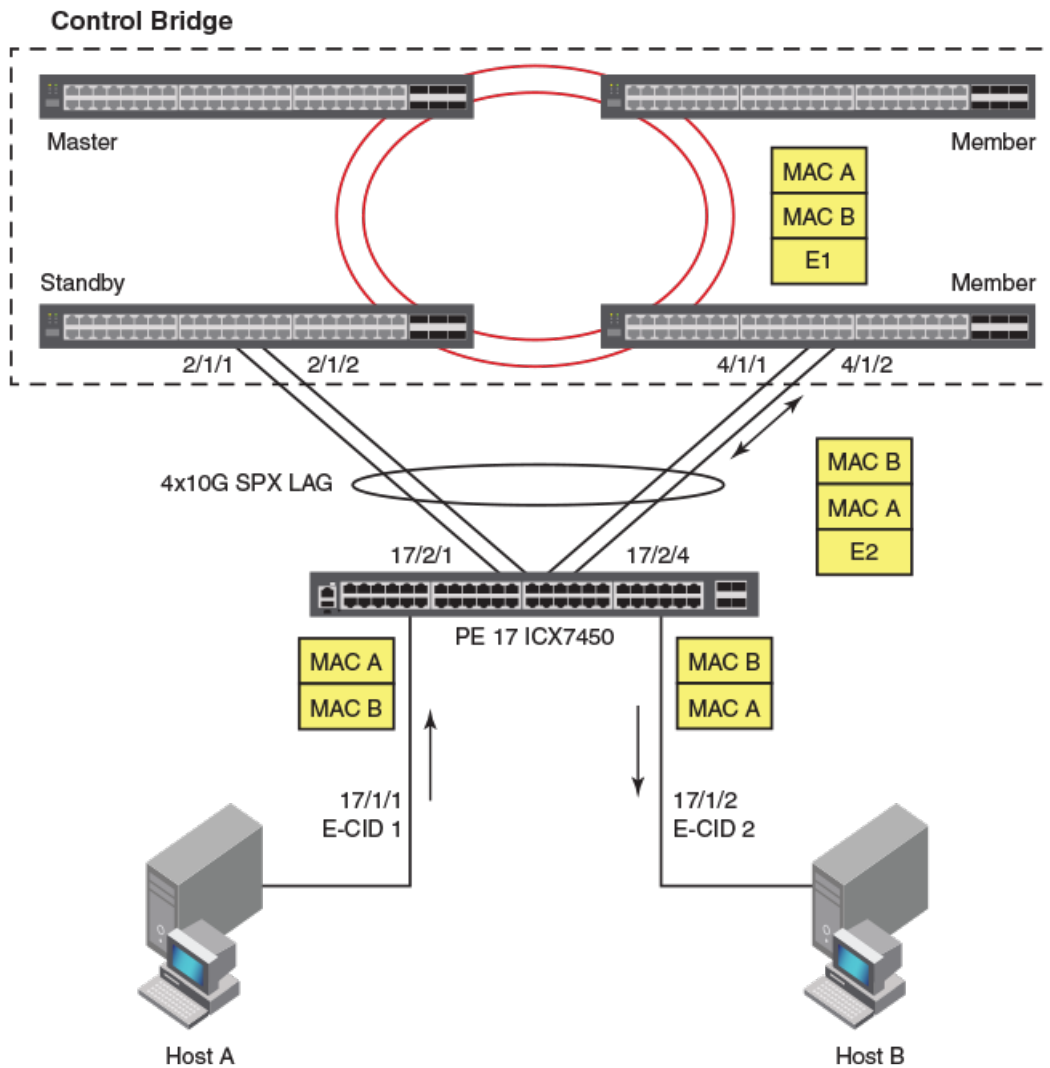 Control Bridge
Master
Member
MAC A
MAC B
E1
Standby
Member
2/1/1
2/1/2
4/1/1
4/1/2
4x10G SPX LAG
MAC B
MAC A
E2
17/2/1
17/2/4
PE 17 ICX7450
MAC A
MAC B
MAC B
MAC A
17/1/1
E-CID 1
17/1/2
E-CID 2
Host A
Host B